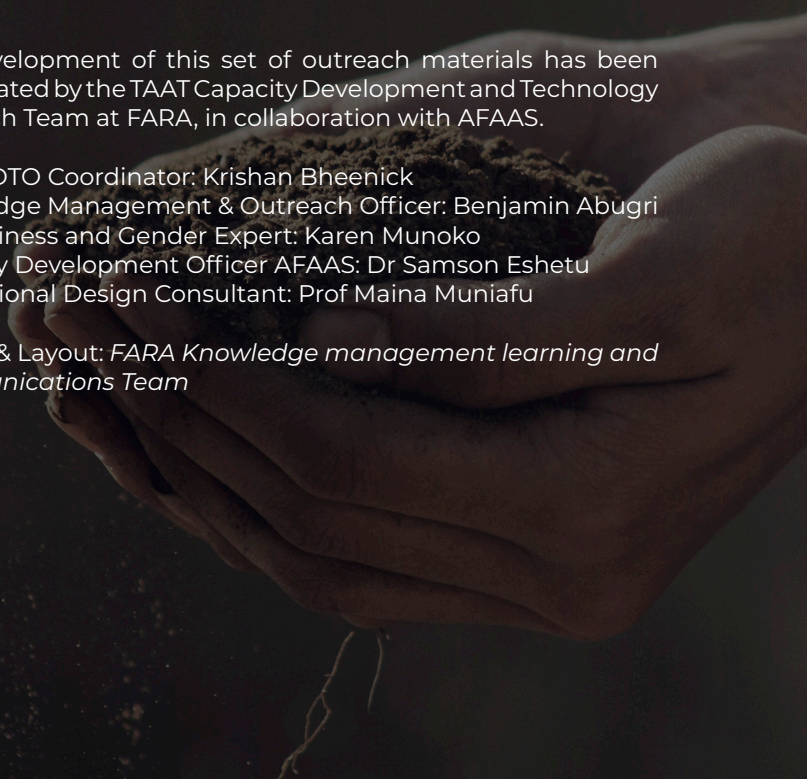 velopment of this set of outreach materials has been
ated by the TAAT Capacity Development and Technology
h Team at FARA, in collaboration with AFAAS.
OTO Coordinator: Krishan Bheenick
dge Management & Outreach Officer: Benjamin Abugri
iness and Gender Expert: Karen Munoko
y Development Officer AFAAS: Dr Samson Eshetu
ional Design Consultant: Prof Maina Muniafu
& Layout: FARA Knowledge management learning and
unications Team